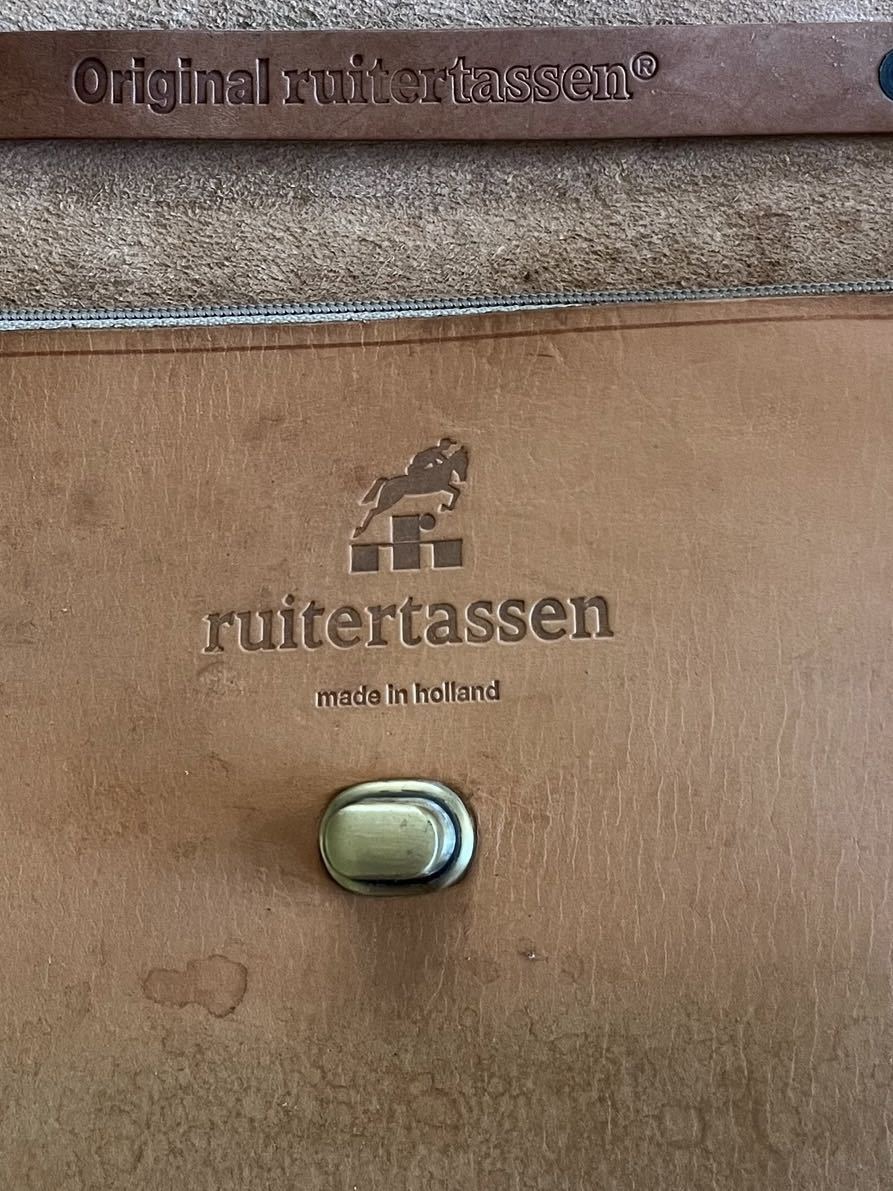 Original ruitertassen®
ruitertassen
made in holland